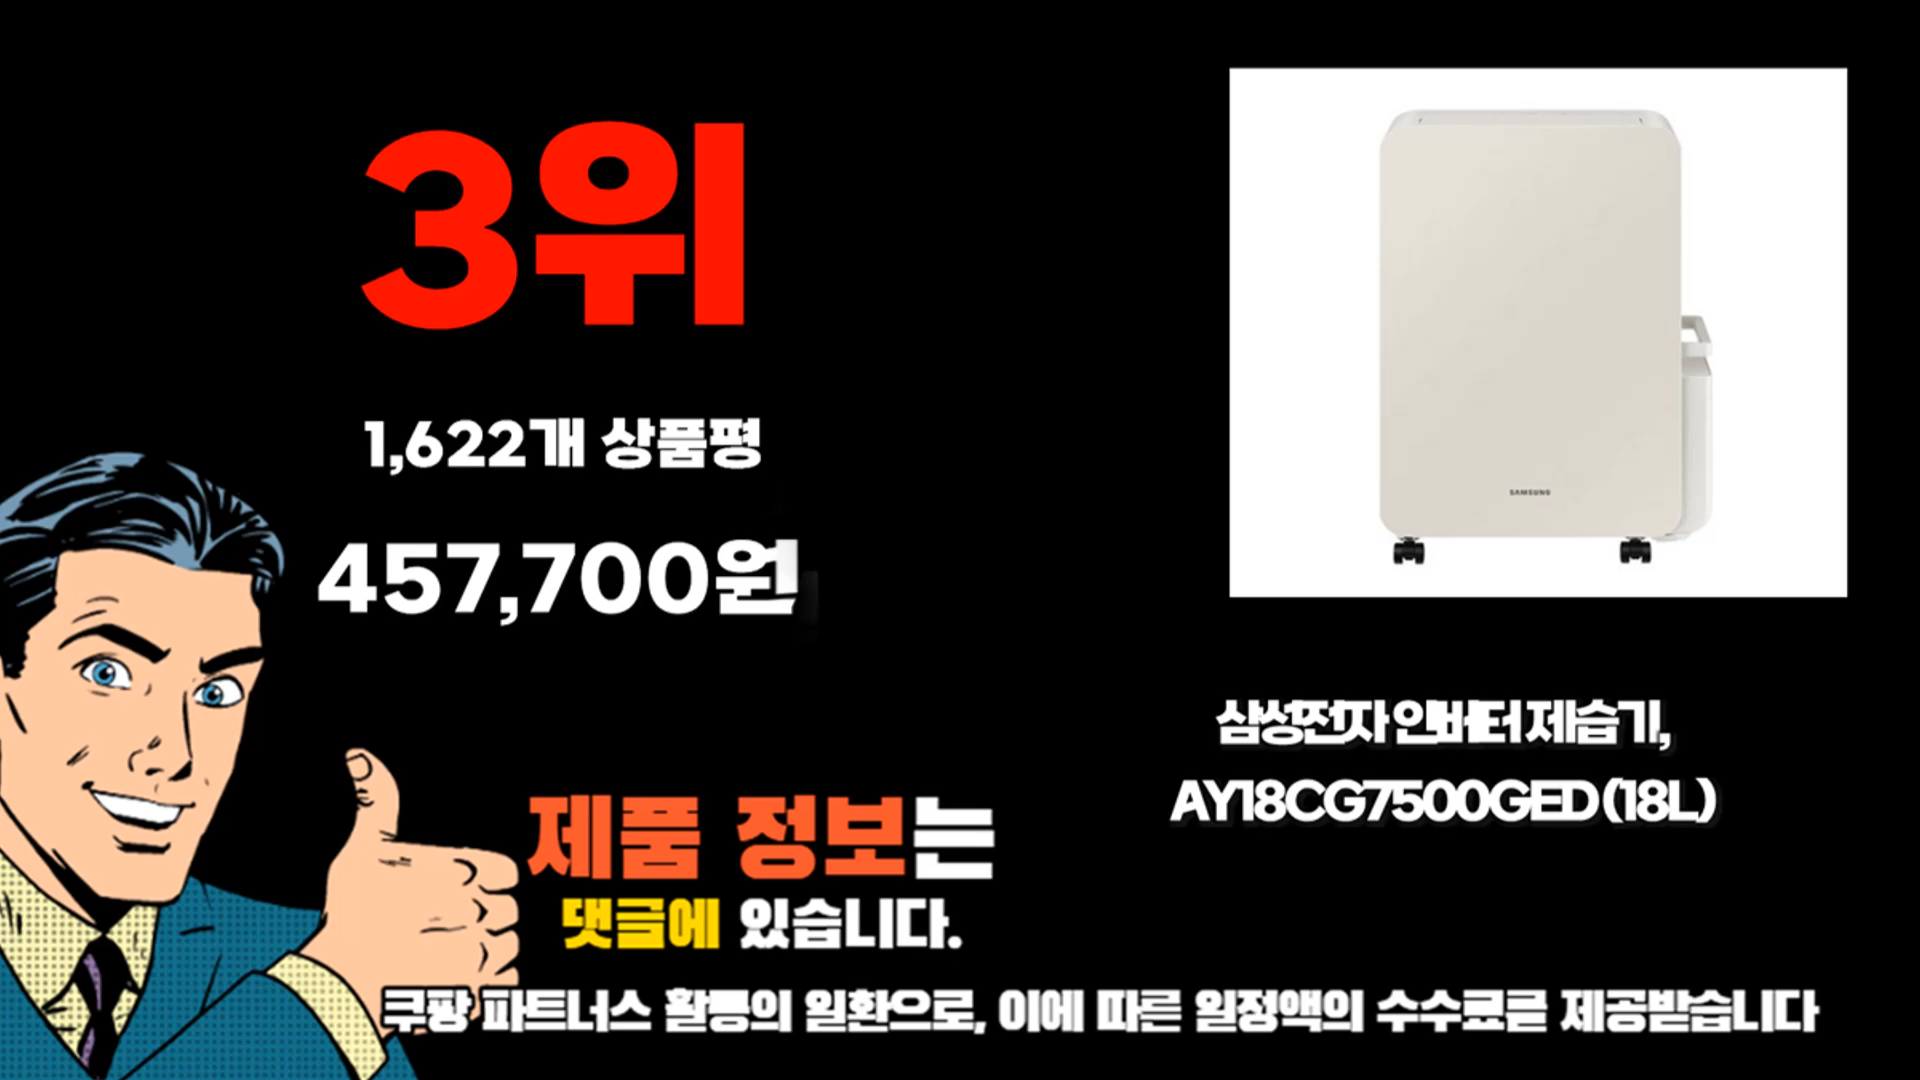 3위
1,622개 상품평
457,700원
SAMSUNG
삼성전자 인버터 제습기,
AY18CG7500GED (18L)
제품 정보는
댓글에 있습니다.
쿠팡 파트너스 활동의 일환으로, 이에 따른 일정액의 수수료를 제공받습니다